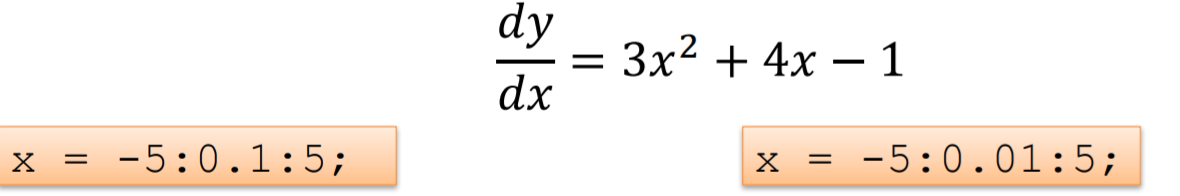 dy/dx = 3x² + 4x − 1
x = -5:0.1:5;
x = -5:0.01:5;